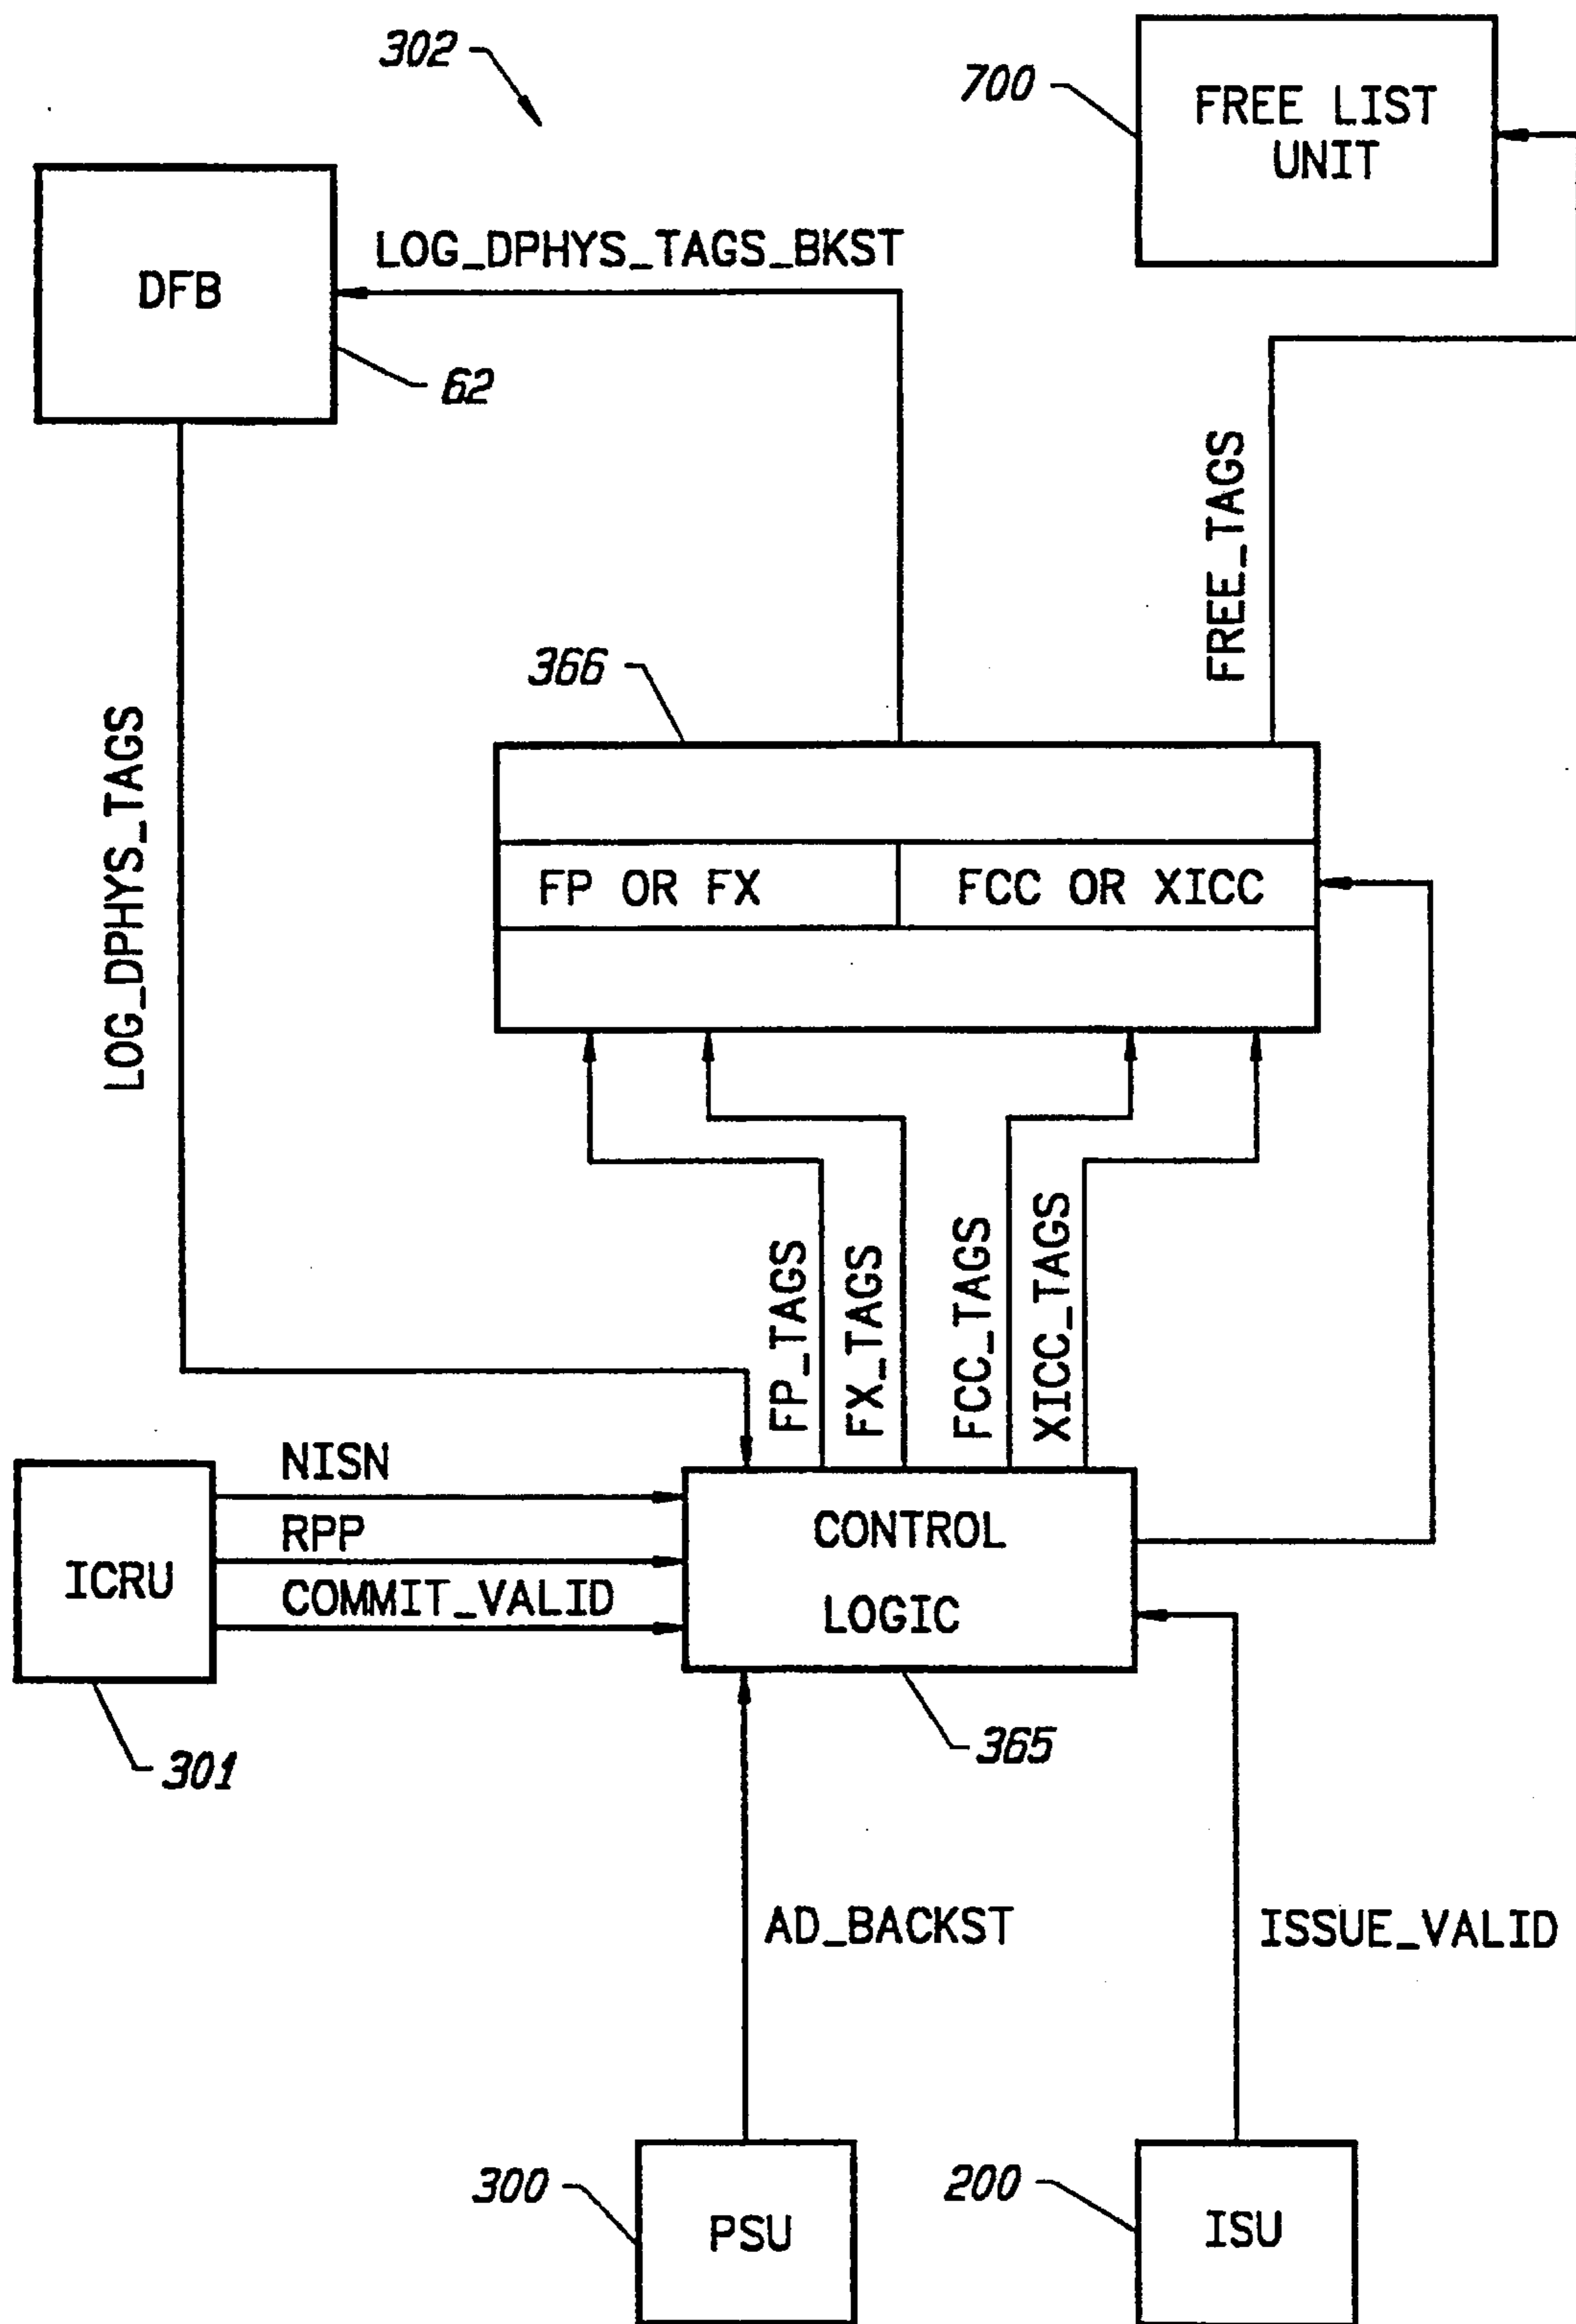 302
700
FREE LIST
UNIT
DFB
LOG_DPHYS_TAGS_BKST
62
FREE_TAGS
366
LOG_DPHYS_TAGS
FP OR FX
FCC OR XICC
FP_TAGS
FX_TAGS
FCC_TAGS
XICC_TAGS
ICRU
NISN
RPP
COMMIT_VALID
CONTROL
LOGIC
301
365
AD_BACKST
ISSUE_VALID
300
PSU
200
ISU